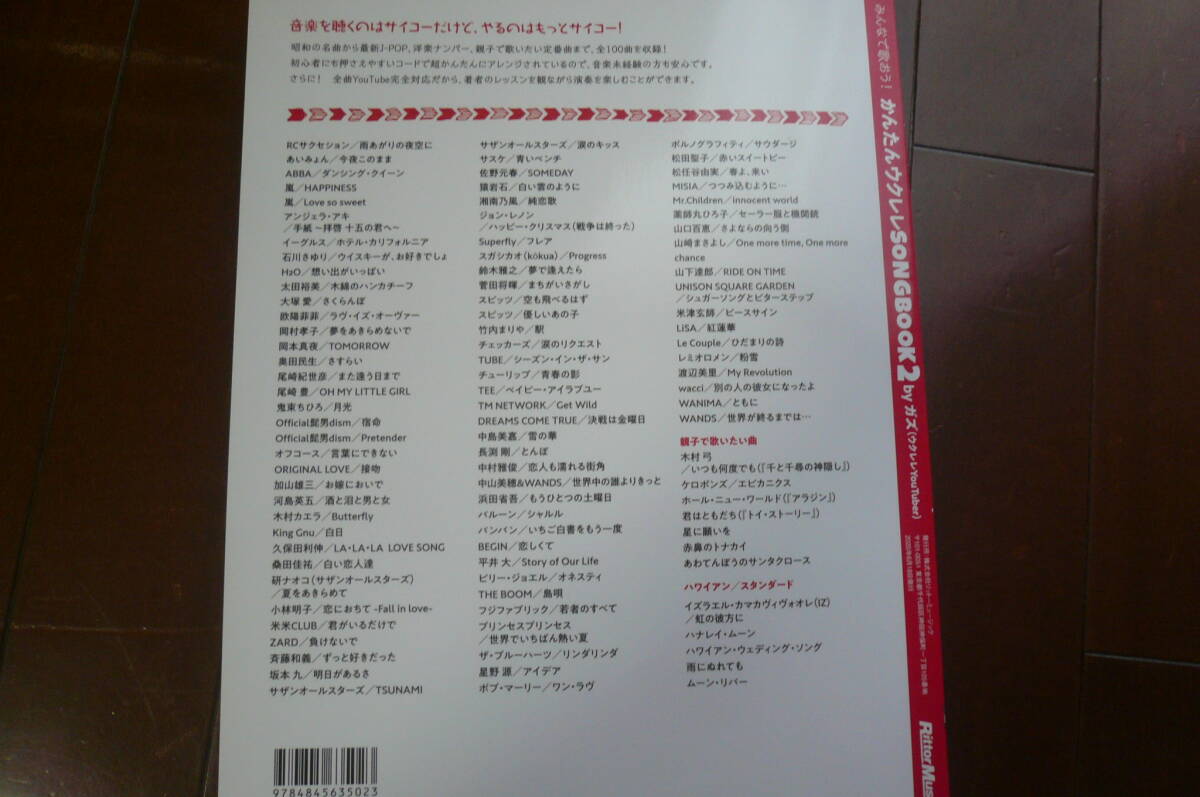 音楽を聴くのはサイコーだけど、やるのはもっとサイコー!
昭和の名曲から最新J-POP、洋楽ナンバー、親子で歌いたい定番曲まで、全100曲を収録!
初心者にも押さえやすいコードで超かんたんにアレンジされているので、音楽未経験の方も安心です。
さらに! 全曲YouTube完全対応だから、著者のレッスンを観ながら演奏を楽しむことができます。
RCサクセション/雨あがりの夜空に
あいみょん/今夜このまま
ABBA/ダンシング・クイーン
嵐/HAPPINESS
嵐/Love so sweet
アンジェラ・アキ
/手紙 ～拝啓 十五の君へ～
イーグルス/ホテル・カリフォルニア
石川さゆり/ウイスキーが、お好きでしょ
H2O/想い出がいっぱい
太田裕美/木綿のハンカチーフ
大塚 愛/さくらんぼ
欧陽菲菲/ラヴ・イズ・オーヴァー
岡村孝子/夢をあきらめないで
岡本真夜/TOMORROW
奥田民生/さすらい
尾崎紀世彦/また逢う日まで
尾崎 豊/OH MY LITTLE GIRL
鬼束ちひろ/月光
Official髭男dism/宿命
Official髭男dism/Pretender
オフコース/言葉にできない
ORIGINAL LOVE/接吻
加山雄三/お嫁においで
河島英五/酒と泪と男と女
木村カエラ/Butterfly
King Gnu/白日
久保田利伸/LA・LA・LA LOVE SONG
桑田佳祐/白い恋人達
研ナオコ(サザンオールスターズ)
/夏をあきらめて
小林明子/恋におちて -Fall in love-
米米CLUB/君がいるだけで
ZARD/負けないで
斉藤和義/ずっと好きだった
坂本 九/明日があるさ
サザンオールスターズ/TSUNAMI
サザンオールスターズ/涙のキッス
サスケ/青いベンチ
佐野元春/SOMEDAY
猿岩石/白い雲のように
湘南乃風/純恋歌
ジョン・レノン
/ハッピー・クリスマス(戦争は終った)
Superfly/フレア
スガシカオ(kōkua)/Progress
鈴木雅之/夢で逢えたら
菅田将暉/まちがいさがし
スピッツ/空も飛べるはず
スピッツ/優しいあの子
竹内まりや/駅
チェッカーズ/涙のリクエスト
TUBE/シーズン・イン・ザ・サン
チューリップ/青春の影
TEE/ベイビー・アイラブユー
TM NETWORK/Get Wild
DREAMS COME TRUE/決戦は金曜日
中島美嘉/雪の華
長渕 剛/とんぼ
中村雅俊/恋人も濡れる街角
中山美穂&WANDS/世界中の誰よりきっと
浜田省吾/もうひとつの土曜日
バルーン/シャルル
バンバン/いちご白書をもう一度
BEGIN/恋しくて
平井 大/Story of Our Life
ビリー・ジョエル/オネスティ
THE BOOM/島唄
フジファブリック/若者のすべて
プリンセスプリンセス
/世界でいちばん熱い夏
ザ・ブルーハーツ/リンダリンダ
星野 源/アイデア
ボブ・マーリー/ワン・ラヴ
ポルノグラフィティ/サウダージ
松田聖子/赤いスイートピー
松任谷由実/春よ、来い
MISIA/つつみ込むように…
Mr.Children/innocent world
薬師丸ひろ子/セーラー服と機関銃
山口百恵/さよならの向う側
山崎まさよし/One more time, One more
chance
山下達郎/RIDE ON TIME
UNISON SQUARE GARDEN
/シュガーソングとビターステップ
米津玄師/ピースサイン
LiSA/紅蓮華
Le Couple/ひだまりの詩
レミオロメン/粉雪
渡辺美里/My Revolution
wacci/別の人の彼女になったよ
WANIMA/ともに
WANDS/世界が終るまでは…
親子で歌いたい曲
木村 弓
/いつも何度でも(『千と千尋の神隠し』)
ケロポンズ/エビカニクス
ホール・ニュー・ワールド(『アラジン』)
君はともだち(『トイ・ストーリー』)
星に願いを
赤鼻のトナカイ
あわてんぼうのサンタクロース
ハワイアン/スタンダード
イズラエル・カマカヴィヴォオレ(IZ)
/虹の彼方に
ハナレイ・ムーン
ハワイアン・ウェディング・ソング
雨にぬれても
ムーン・リバー
9784845635023
みんなで歌おう! かんたんウクレレSONGBOOK2 by ガズ(ウクレレYouTuber)
発行所 株式会社リットーミュージック
〒101-0051 東京都千代田区神田神保町一丁目105番地
Rittor Mus